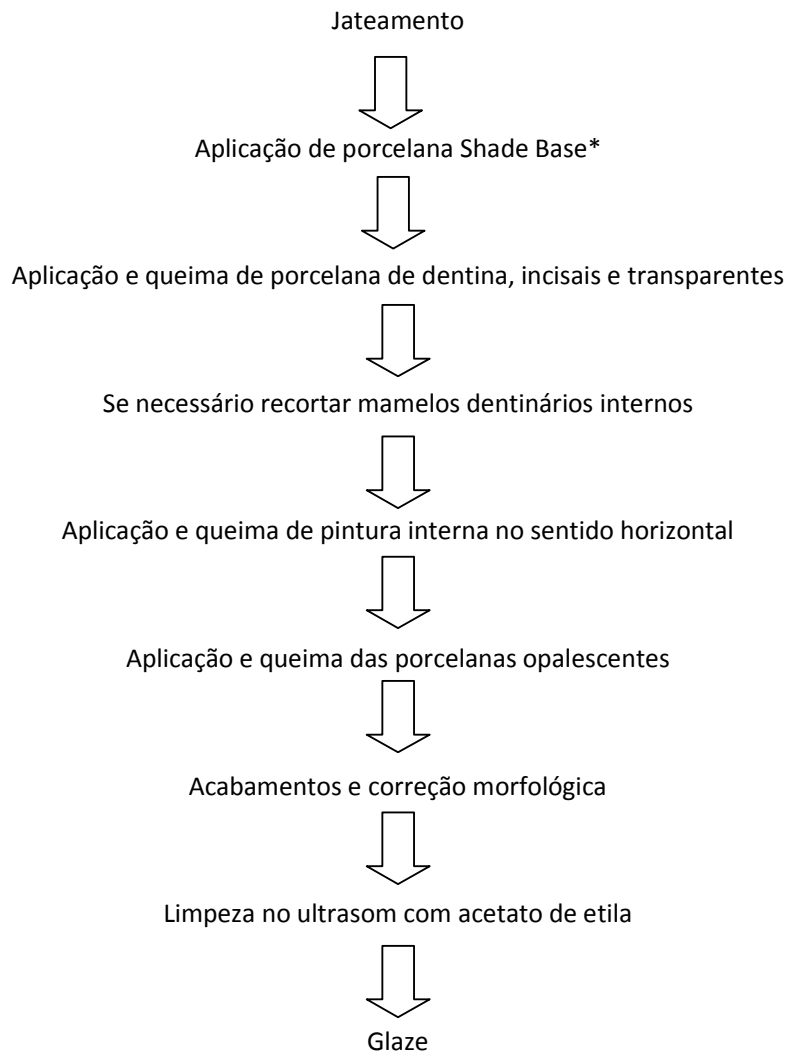 Jateamento
Aplicação de porcelana Shade Base*
Aplicação e queima de porcelana de dentina, incisais e transparentes
Se necessário recortar mamelos dentinários internos
Aplicação e queima de pintura interna no sentido horizontal
Aplicação e queima das porcelanas opalescentes
Acabamentos e correção morfológica
Limpeza no ultrasom com acetato de etila
Glaze